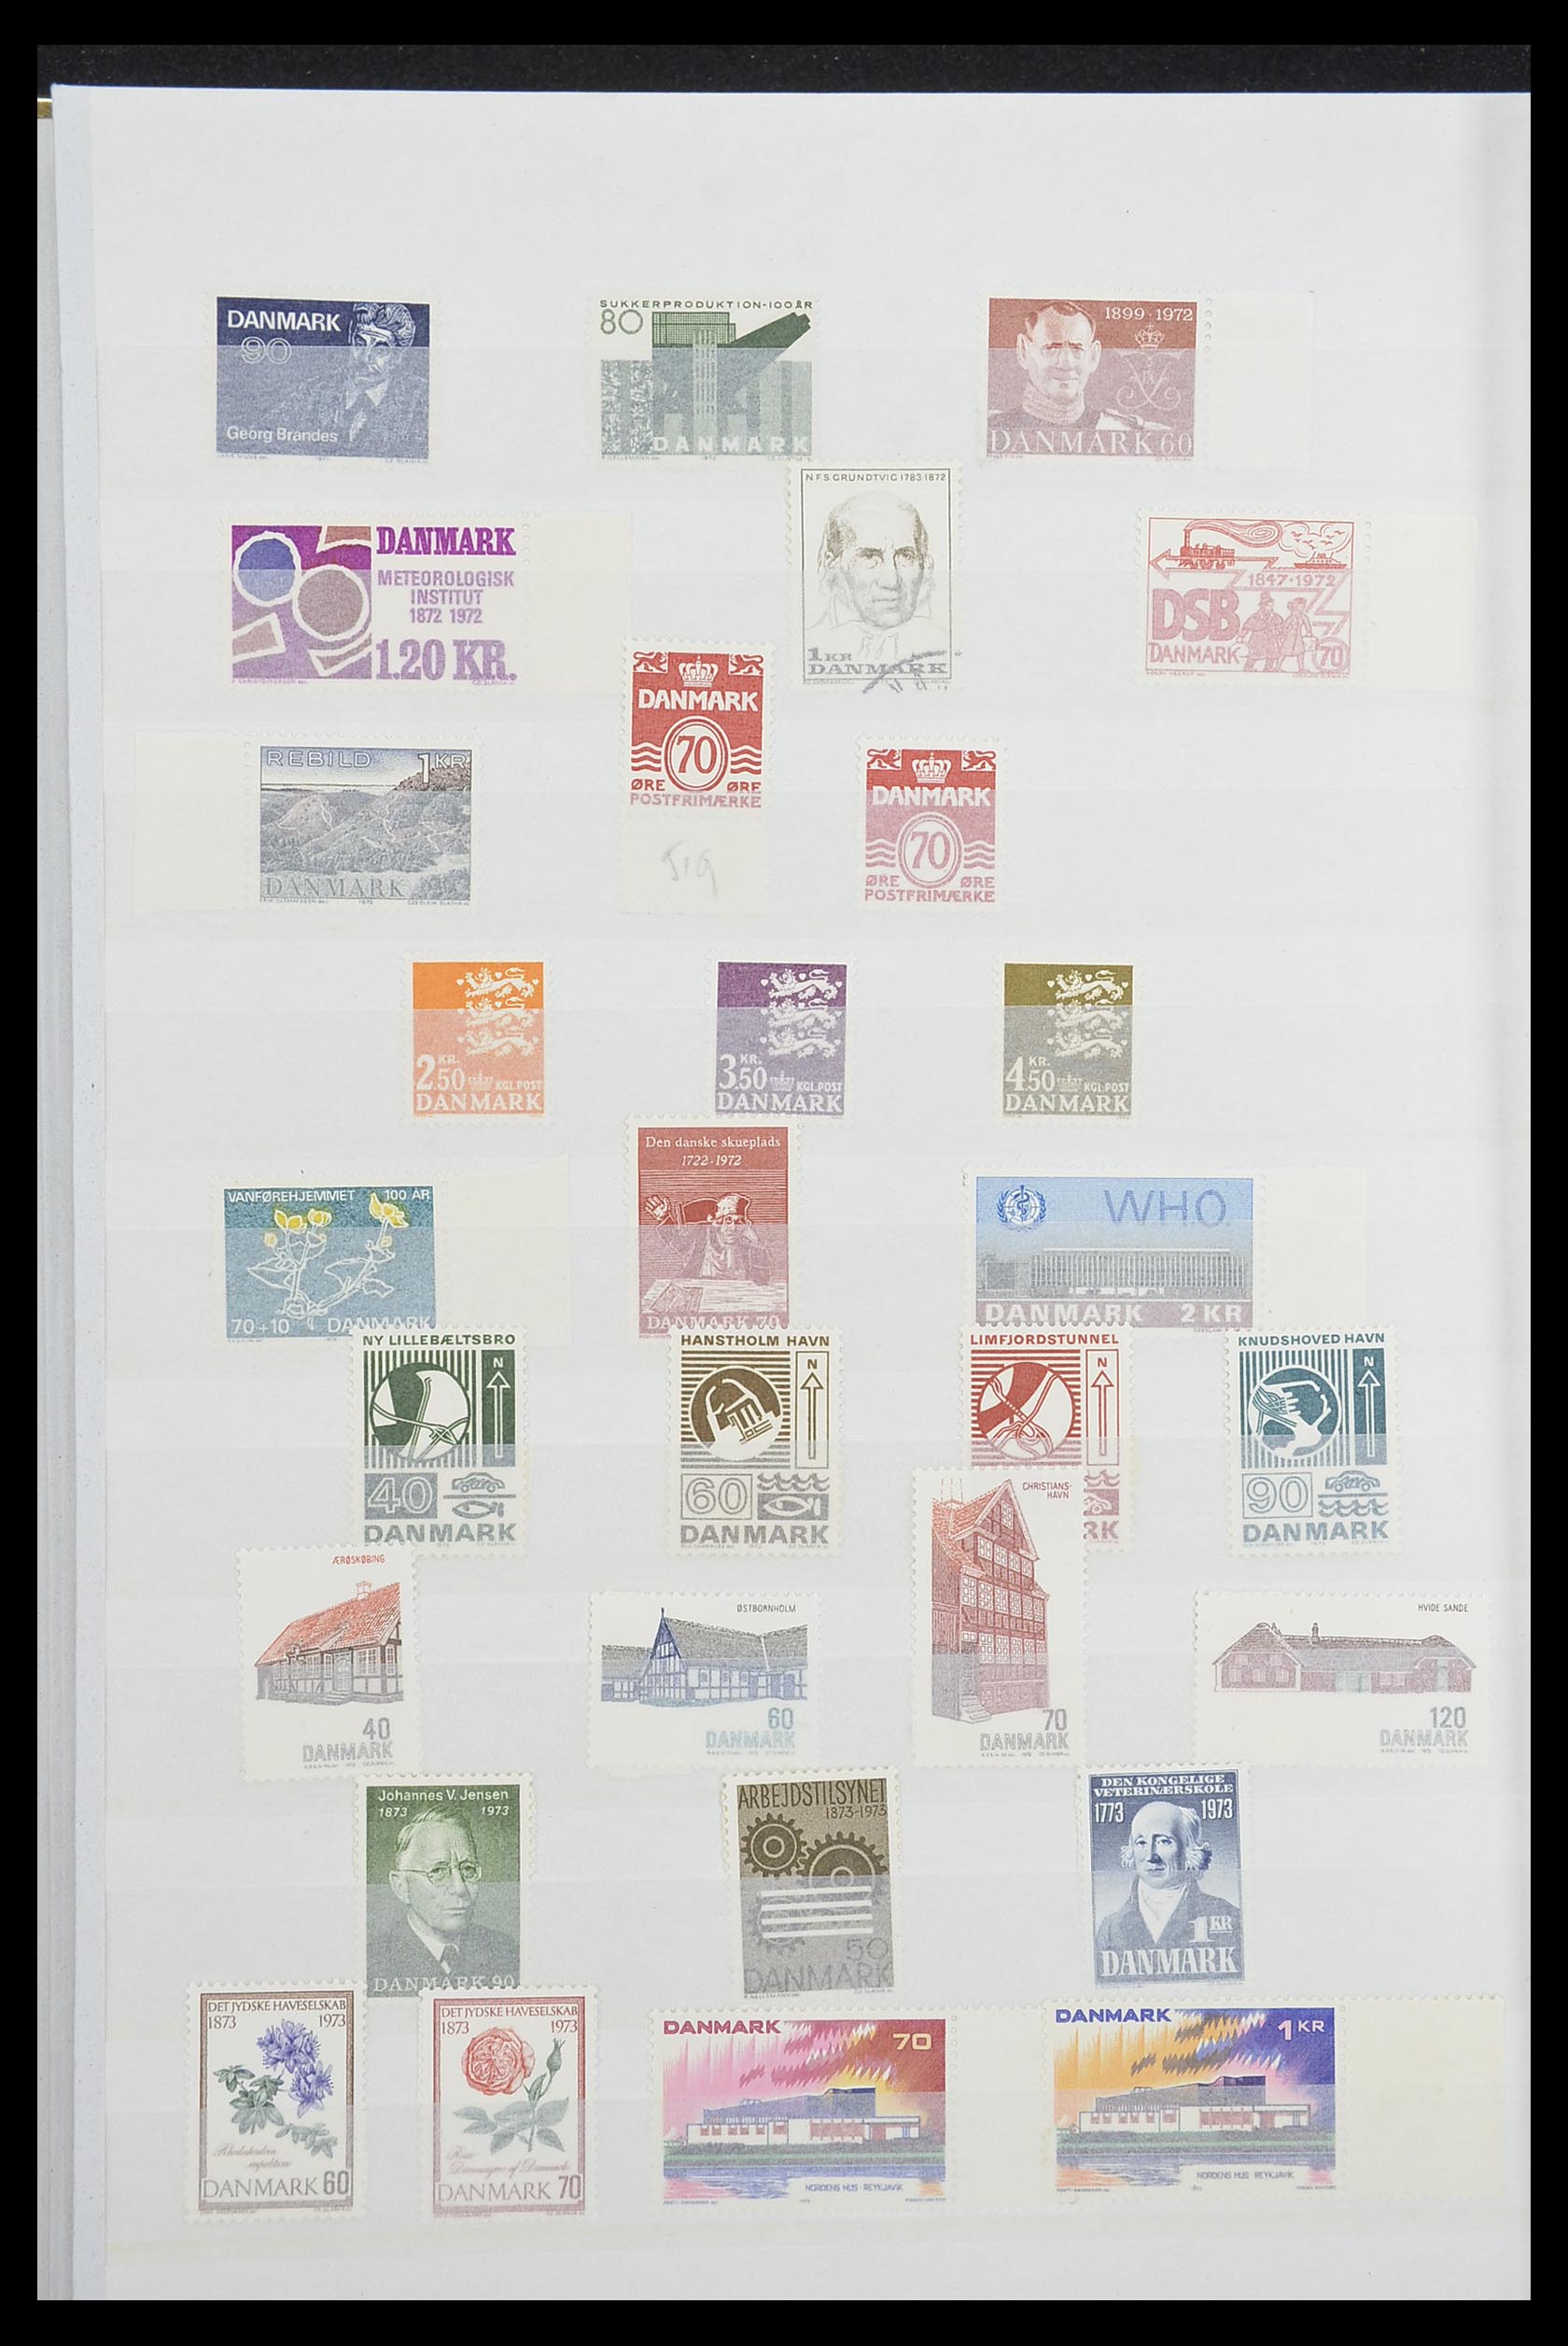 DANMARK
90
Georg Brandes
SUKKERPRODUKTION-100 ÅR
80
DANMARK
1899·1972
DANMARK 60
DANMARK
METEOROLOGISK
INSTITUT
1872 1972
1.20 KR.
N.F.S GRUNDTVIG 1783 1872
1 KR
DANMARK
1847·1972
DSB
DANMARK 70
REBILD 1 KR
DANMARK
DANMARK
70
ØRE ØRE
POSTFRIMÆRKE
DANMARK
70
ØRE ØRE
POSTFRIMÆRKE
2.50 KR. KGL.POST
DANMARK
3.50 KR. KGL.POST
DANMARK
4.50 KR. KGL.POST
DANMARK
VANFØREHJEMMET 100 ÅR
70+10 DANMARK
Den danske skueplads
1722·1972
DANMARK 70
WHO
DANMARK 2 KR
NY LILLEBÆLTSBRO
N
40
DANMARK
HANSTHOLM HAVN
N
60
DANMARK
LIMFJORDSTUNNEL
N
RK
KNUDSHOVED HAVN
N
90
DANMARK
ÆRØSKØBING
40
DANMARK
ØSTBORNHOLM
60
DANMARK
CHRISTIANS-
HAVN
70
DANMARK
HVIDE SANDE
120
DANMARK
Johannes V. Jensen
1873 1973
DANMARK 90
ARBEJDSTILSYNET
1873-1973
50
DANMARK
DEN KONGELIGE
VETERINÆRSKOLE
1773 1973
1 KR
DANMARK
DET JYDSKE HAVESELSKAB
1873 1973
DANMARK 60
DET JYDSKE HAVESELSKAB
1873 1973
DANMARK 70
DANMARK 70
NORDENS HUS · REYKJAVIK
DANMARK 1 KR
NORDENS HUS · REYKJAVIK